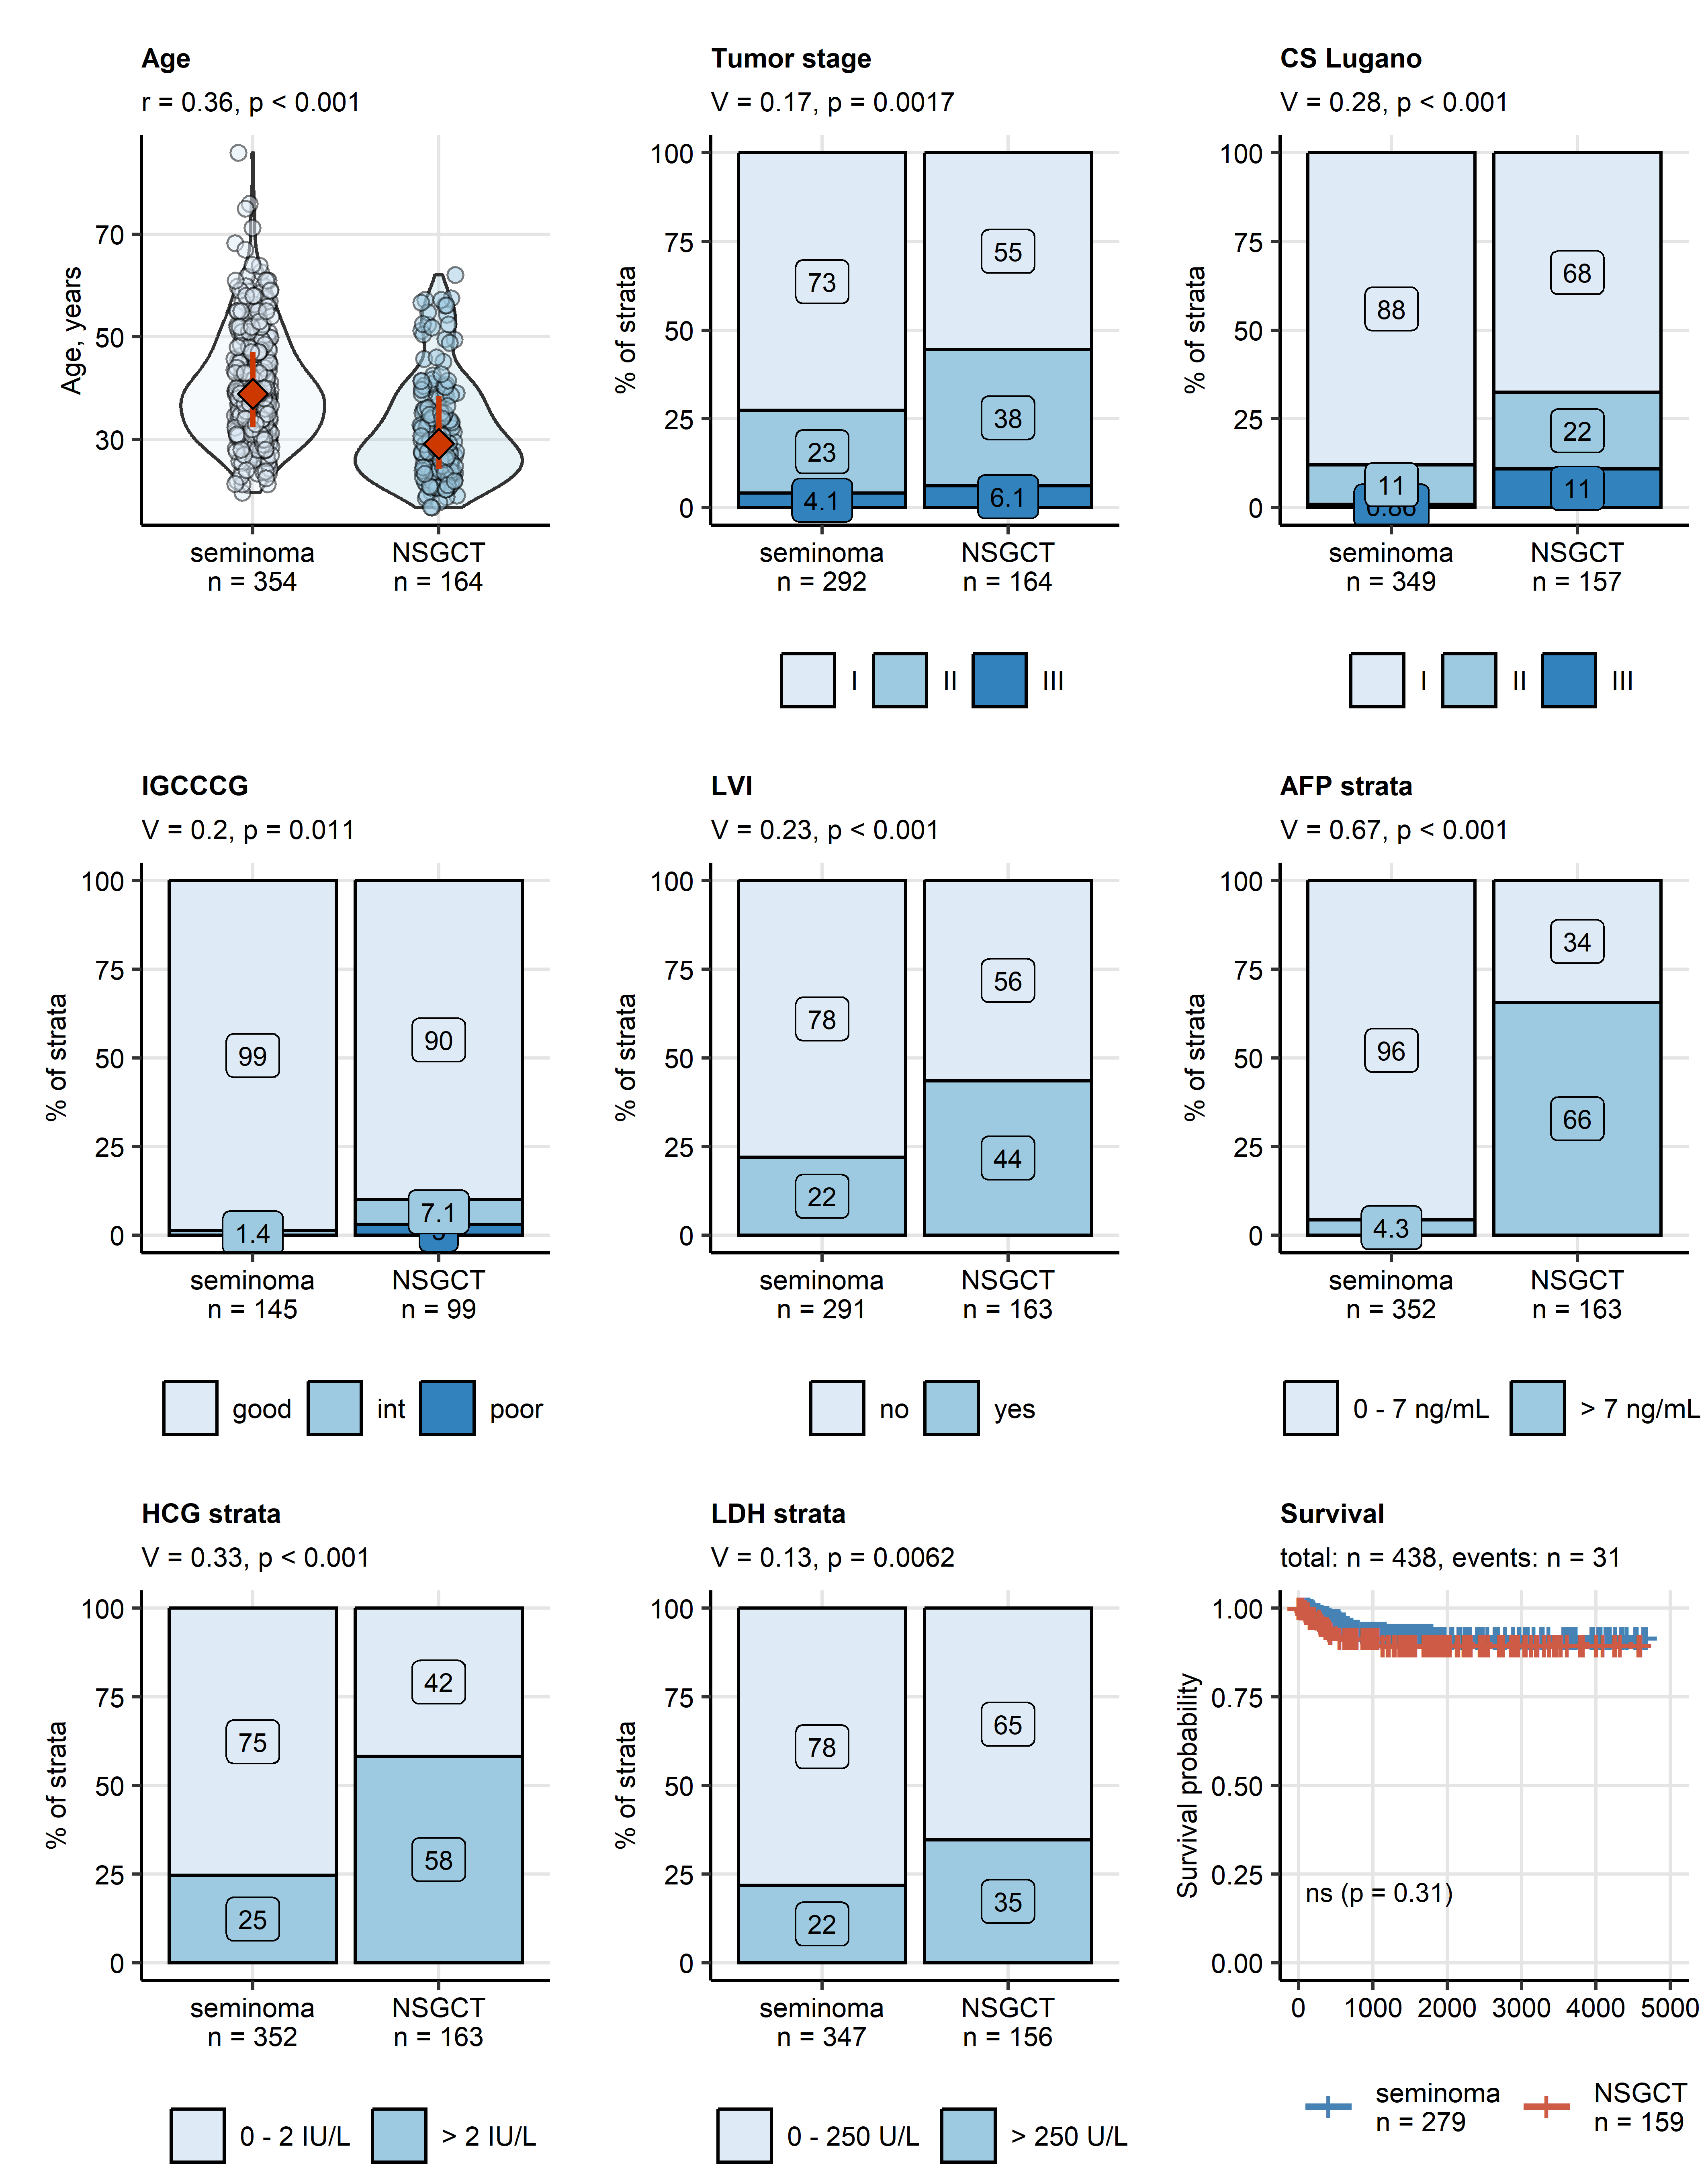 Age
r = 0.36, p < 0.001
Age, years
70
50
30
seminoma
n = 354
NSGCT
n = 164
Tumor stage
V = 0.17, p = 0.0017
% of strata
100
75
50
25
0
73
23
4.1
55
38
6.1
seminoma
n = 292
NSGCT
n = 164
I
II
III
CS Lugano
V = 0.28, p < 0.001
% of strata
100
75
50
25
0
88
11
68
22
11
seminoma
n = 349
NSGCT
n = 157
I
II
III
IGCCCG
V = 0.2, p = 0.011
% of strata
100
75
50
25
0
99
1.4
90
7.1
seminoma
n = 145
NSGCT
n = 99
good
int
poor
LVI
V = 0.23, p < 0.001
% of strata
100
75
50
25
0
78
22
56
44
seminoma
n = 291
NSGCT
n = 163
no
yes
AFP strata
V = 0.67, p < 0.001
% of strata
100
75
50
25
0
96
4.3
34
66
seminoma
n = 352
NSGCT
n = 163
0 - 7 ng/mL
> 7 ng/mL
HCG strata
V = 0.33, p < 0.001
% of strata
100
75
50
25
0
75
25
42
58
seminoma
n = 352
NSGCT
n = 163
0 - 2 IU/L
> 2 IU/L
LDH strata
V = 0.13, p = 0.0062
% of strata
100
75
50
25
0
78
22
65
35
seminoma
n = 347
NSGCT
n = 156
0 - 250 U/L
> 250 U/L
Survival
total: n = 438, events: n = 31
Survival probability
1.00
0.75
0.50
0.25
0.00
ns (p = 0.31)
0 1000 2000 3000 4000 5000
seminoma
n = 279
NSGCT
n = 159